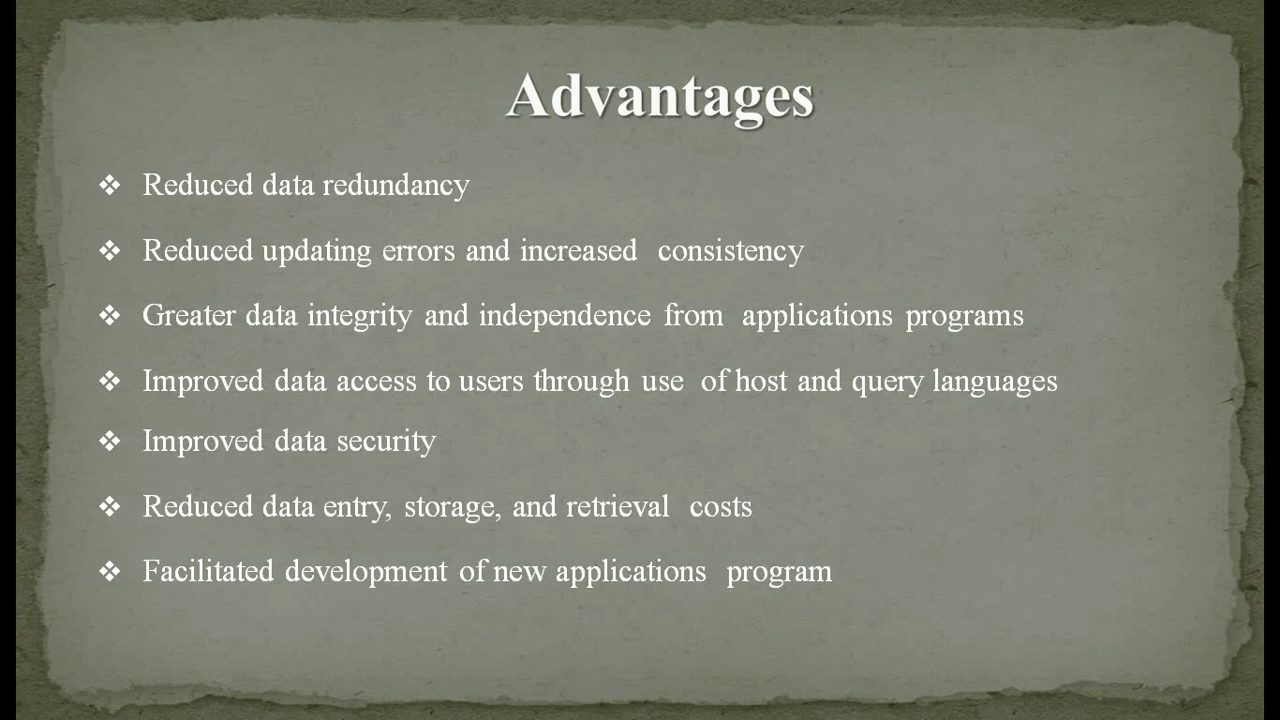 Advantages
❖ Reduced data redundancy
❖ Reduced updating errors and increased consistency
❖ Greater data integrity and independence from applications programs
❖ Improved data access to users through use of host and query languages
❖ Improved data security
❖ Reduced data entry, storage, and retrieval costs
❖ Facilitated development of new applications program